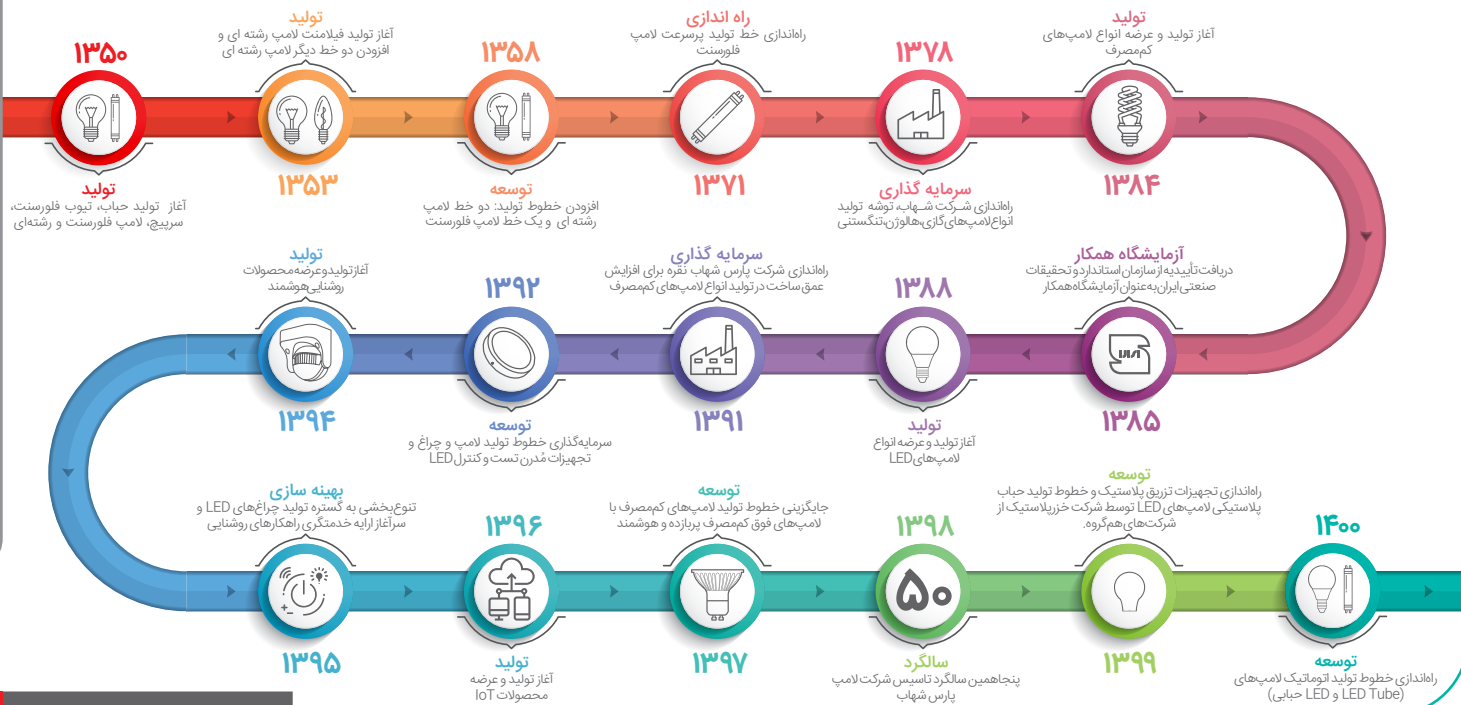 ۱۳۵۰
تولید
آغاز تولید حباب، تیوب فلورسنت،
سرپیچ، لامپ فلورسنت و رشته‌ای
تولید
آغاز تولید فیلامنت لامپ رشته ای و
افزودن دو خط دیگر لامپ رشته ای
۱۳۵۳
۱۳۵۸
توسعه
افزودن خطوط تولید: دو خط لامپ
رشته ای و یک خط لامپ فلورسنت
راه اندازی
راه‌اندازی خط تولید پرسرعت لامپ
فلورسنت
۱۳۷۱
۱۳۷۸
سرمایه گذاری
راه‌اندازی شرکت شهاب، توشه تولید
انواع لامپ‌های گازی،هالوژن،تنگستنی
تولید
آغاز تولید و عرضه انواع لامپ‌های
کم‌مصرف
۱۳۸۴
آزمایشگاه همکار
دریافت تأییدیه از سازمان استاندارد و تحقیقات
صنعتی ایران به عنوان آزمایشگاه همکار
۱۳۸۵
۱۳۸۸
تولید
آغاز تولید و عرضه انواع
لامپ‌های LED
سرمایه گذاری
راه‌اندازی شرکت پارس شهاب نقره برای افزایش
عمق ساخت در تولید انواع لامپ‌های کم‌مصرف
۱۳۹۱
۱۳۹۲
توسعه
سرمایه‌گذاری خطوط تولید لامپ و چراغ و
تجهیزات مُدرن تست و کنترل LED
تولید
آغاز تولید و عرضه محصولات
روشنایی هوشمند
۱۳۹۴
بهینه سازی
تنوع‌بخشی به گستره تولید چراغ‌های LED و
سرآغاز ارایه خدمتگری راهکارهای روشنایی
۱۳۹۵
۱۳۹۶
تولید
آغاز تولید و عرضه
محصولات IoT
توسعه
جایگزینی خطوط تولید لامپ‌های کم‌مصرف با
لامپ‌های فوق کم‌مصرف پربازده و هوشمند
۱۳۹۷
۱۳۹۸
۵۰
سالگرد
پنجاهمین سالگرد تاسیس شرکت لامپ
پارس شهاب
توسعه
راه‌اندازی تجهیزات تزریق پلاستیک و خطوط تولید حباب
پلاستیکی لامپ‌های LED توسط شرکت خزرپلاستیک از
شرکت‌های هم‌گروه.
۱۳۹۹
۱۴۰۰
توسعه
راه‌اندازی خطوط تولید اتوماتیک لامپ‌های
(LED Tube و LED حبابی)